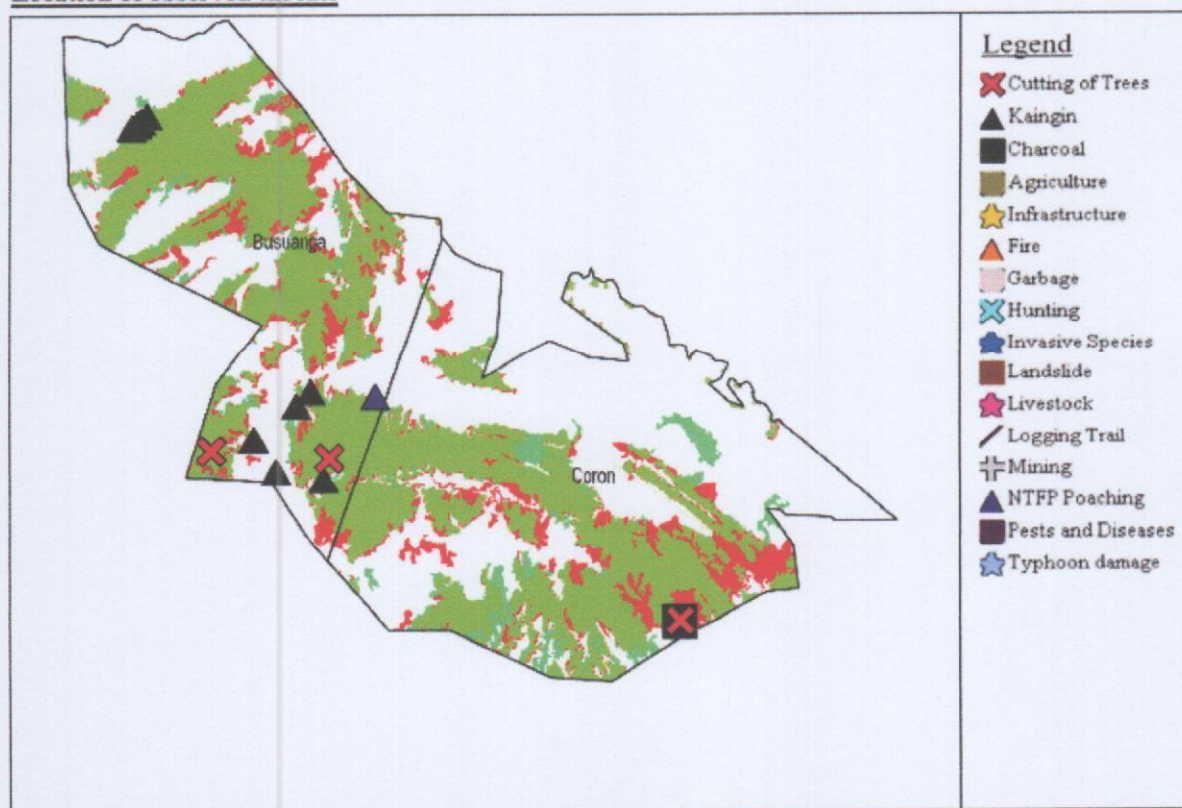 Legend
Cutting of Trees
Kaingin
Charcoal
Agriculture
Infrastructure
Fire
Garbage
Hunting
Invasive Species
Landslide
Livestock
Logging Trail
Mining
NTFP Poaching
Pests and Diseases
Typhoon damage
Busuanga
Coron